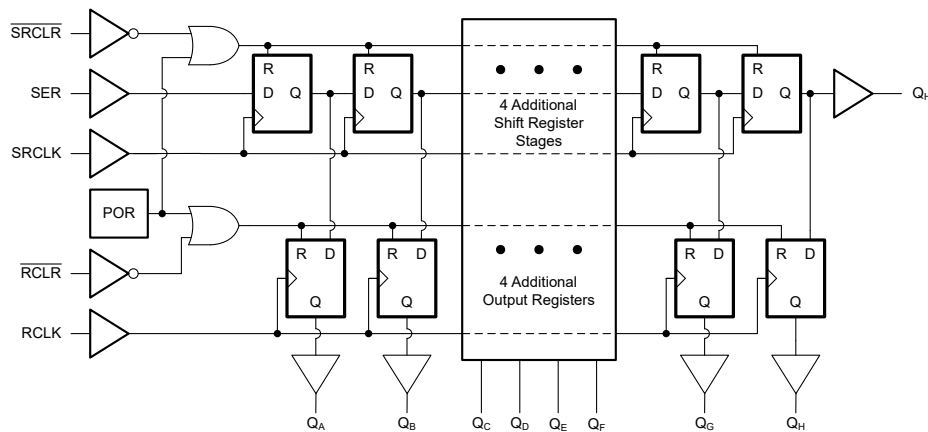 SRCLR
R
R
R
R
SER
D Q
D Q
D Q
D Q
Q
4 Additional
Shift Register
Stages
SRCLK
POR
R D
R D
R D
R D
RCLR
Q
Q
4 Additional
Output Registers
Q
Q
RCLK
QA
QB
QC
QD
QE
QF
QG
QH